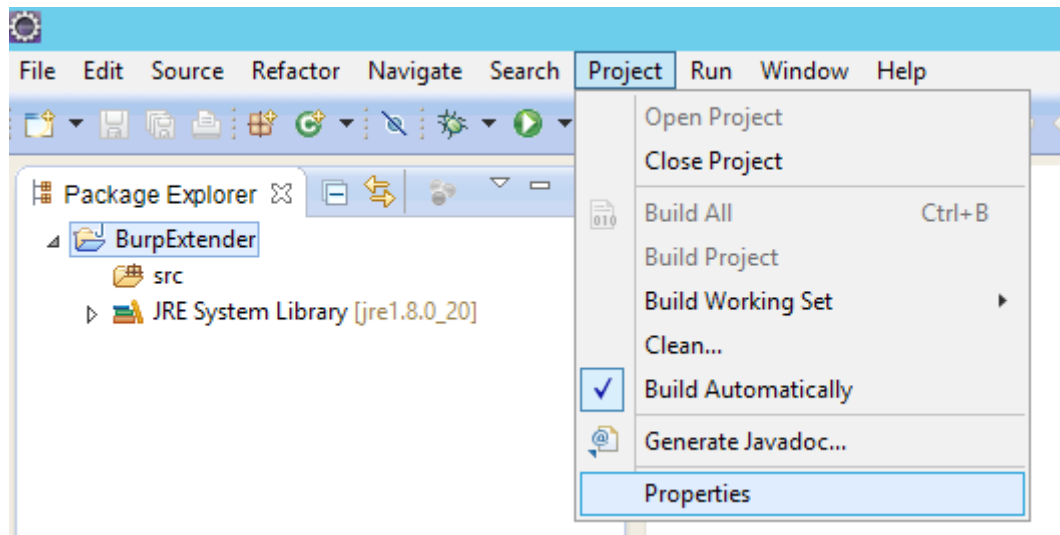 File Edit Source Refactor Navigate Search Project Run Window Help
Open Project
Close Project
Build All Ctrl+B
Build Project
Build Working Set
Clean...
Build Automatically
Generate Javadoc...
Properties
Package Explorer
BurpExtender
src
JRE System Library [jre1.8.0_20]